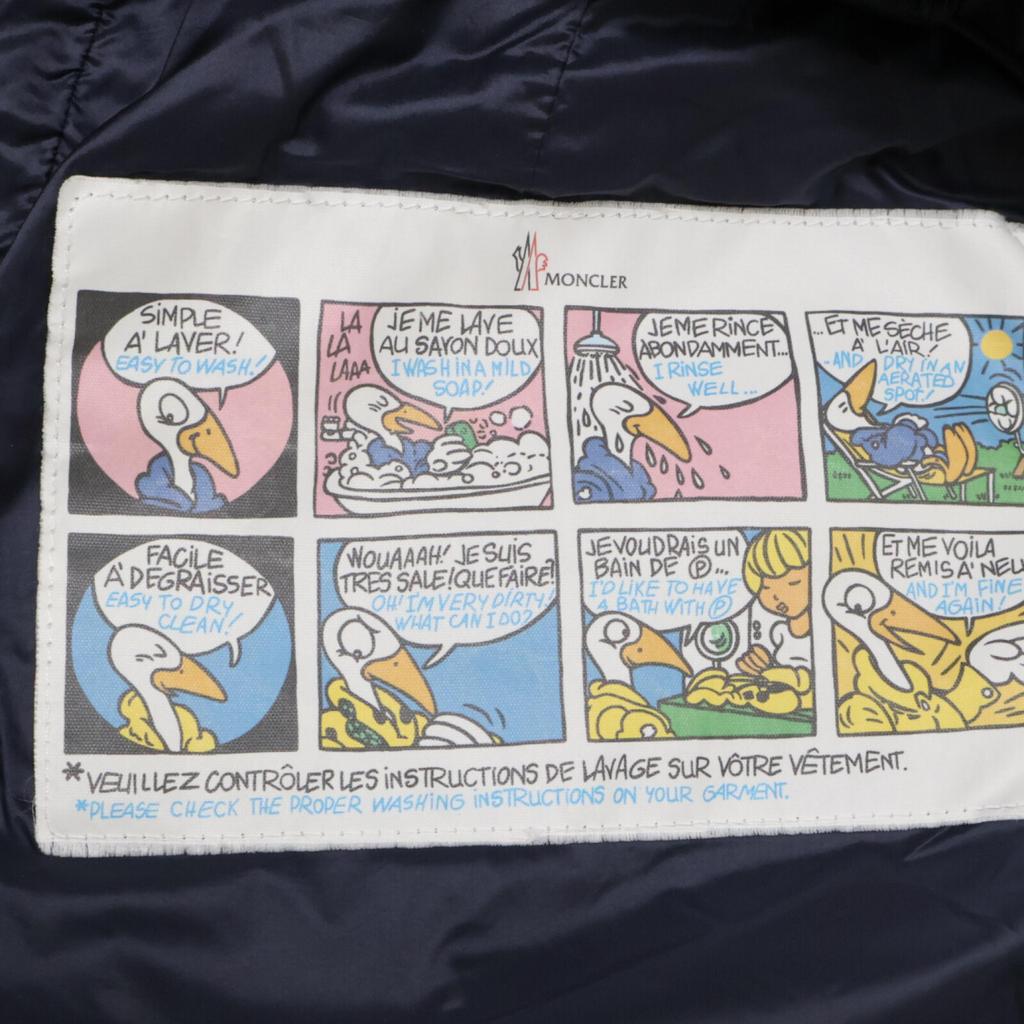 MONCLER
SiMPLE
A' LAVER!
EASY TO WASH!
LA
LA
LAAA
JE ME LAVE
AU SAVON DOUX
I WASH IN A MILD
SOAP!
JE ME RINCE
ABONDAMMENT...
I RINSE
WELL...
...ET ME SÈCHE
A' L'AIR!
...AND DRY IN AN
AERATED
SPOT!
FACILE
A' DEGRAISSER
EASY TO DRY
CLEAN!
WOUAAAH! JE SUIS
TRES SALE! QUE FAIRE?
OH! I'M VERY DIRTY!
WHAT CAN I DO?
JE VOUDRAIS UN
BAIN DE Ⓟ...
I'D LIKE TO HAVE
A BATH WITH Ⓟ
ET ME VOILA
REMIS A' NEU
AND I'M FINE
AGAIN!
*VEUILLEZ CONTRÔLER LES iNSTRUCTIONS DE LAVAGE SUR VÔTRE VÊTEMENT.
*PLEASE CHECK THE PROPER WASHING INSTRUCTIONS ON YOUR GARMENT.